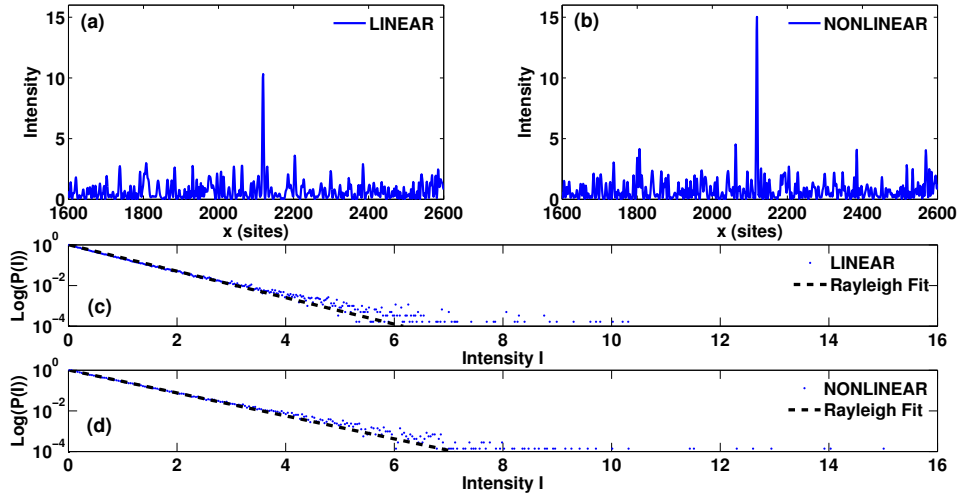 (a)
LINEAR
Intensity
15
10
5
0
1600
1800
2000
2200
2400
2600
x (sites)
(b)
NONLINEAR
Intensity
15
10
5
0
1600
1800
2000
2200
2400
2600
x (sites)
(c)
LINEAR
Rayleigh Fit
Log(P(I))
10^0
10^-2
10^-4
0
2
4
6
8
10
12
14
16
Intensity I
(d)
NONLINEAR
Rayleigh Fit
Log(P(I))
10^0
10^-2
10^-4
0
2
4
6
8
10
12
14
16
Intensity I